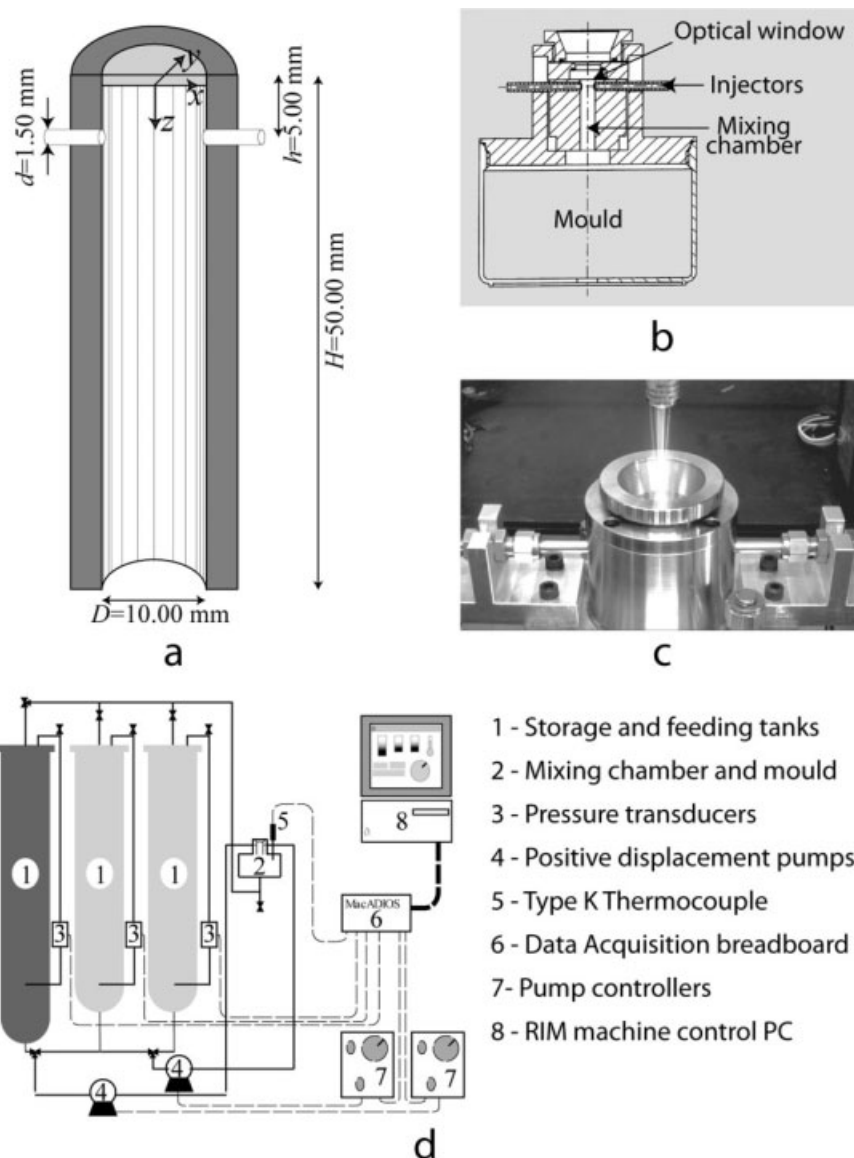 y
x
z
d=1.50 mm
h=5.00 mm
H=50.00 mm
D=10.00 mm
a
Optical window
Injectors
Mixing
chamber
Mould
b
c
1
1
1
3
3
3
5
2
8
MacADIOS
6
4
4
7
7
1 - Storage and feeding tanks
2 - Mixing chamber and mould
3 - Pressure transducers
4 - Positive displacement pumps
5 - Type K Thermocouple
6 - Data Acquisition breadboard
7- Pump controllers
8 - RIM machine control PC
d